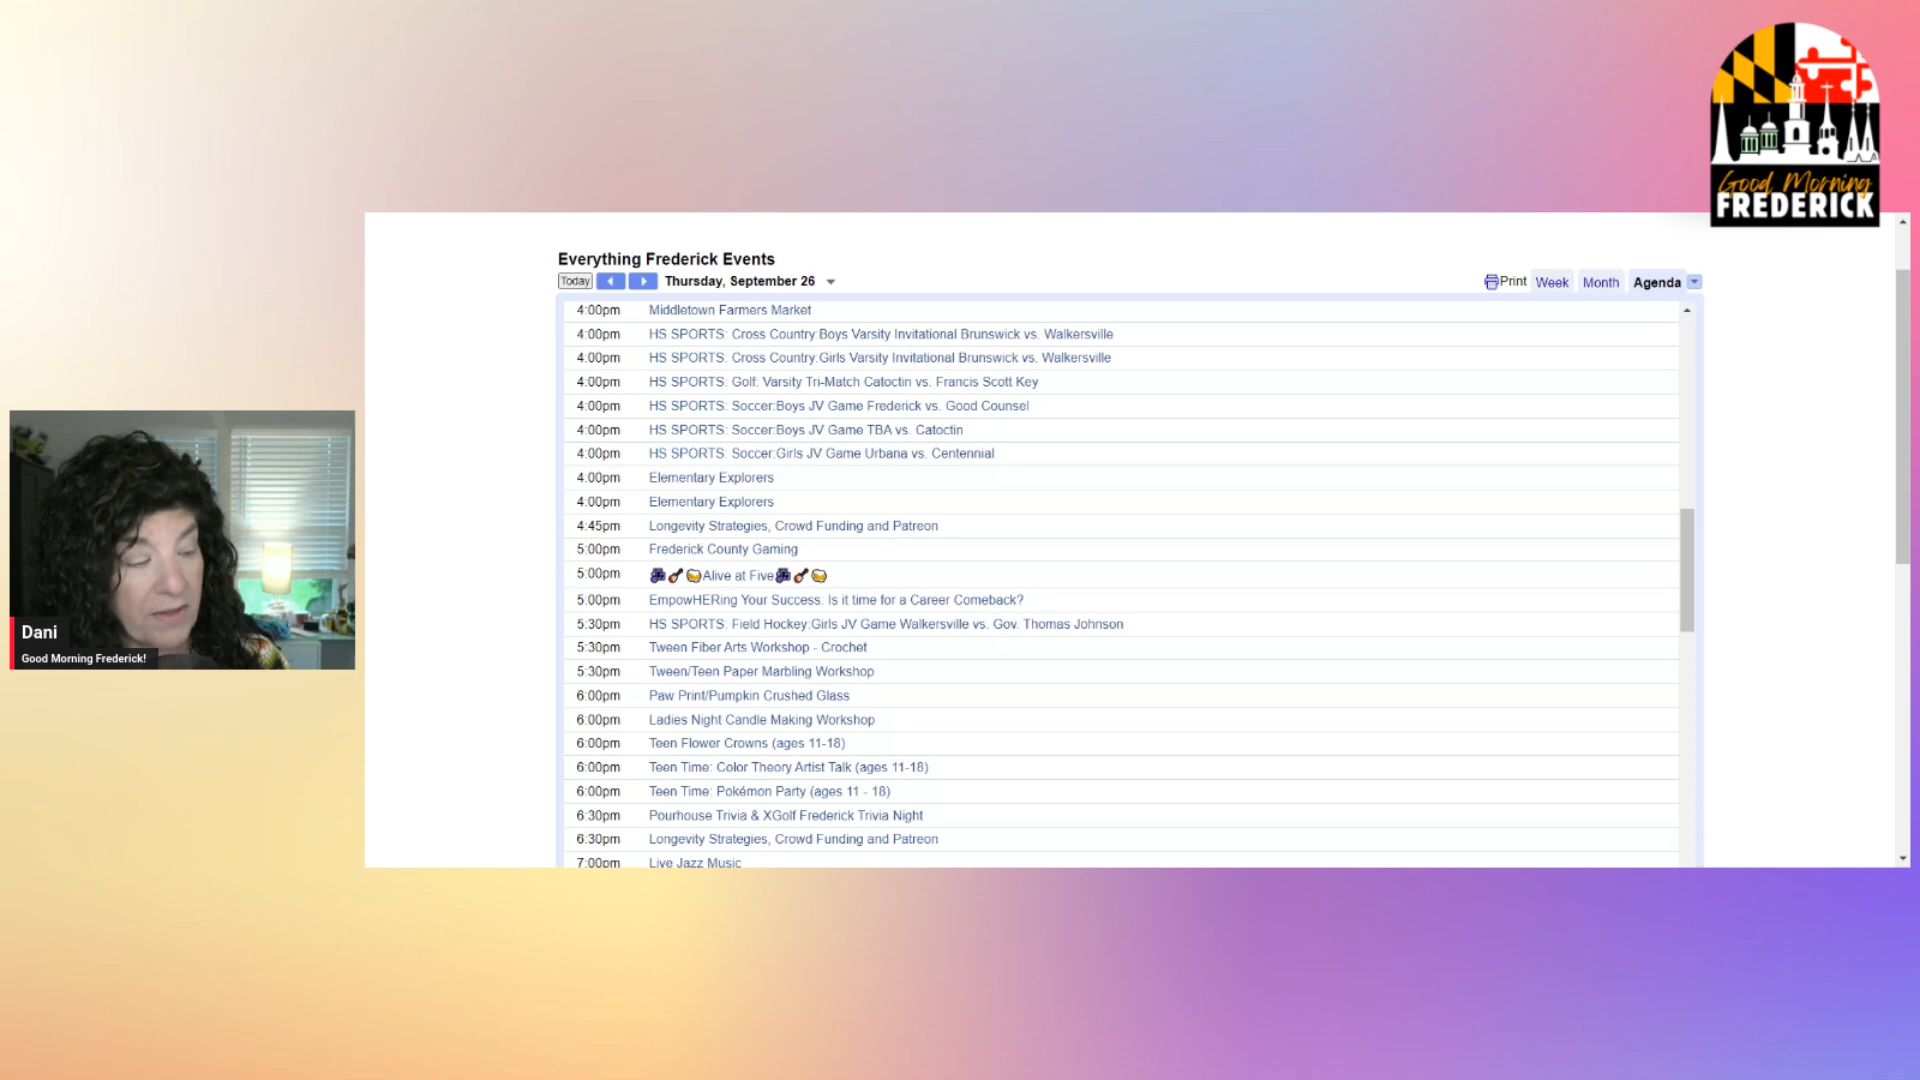 Good Morning
FREDERICK
Everything Frederick Events
Today Thursday, September 26 Print Week Month Agenda
4:00pm Middletown Farmers Market
4:00pm HS SPORTS: Cross Country:Boys Varsity Invitational Brunswick vs. Walkersville
4:00pm HS SPORTS: Cross Country:Girls Varsity Invitational Brunswick vs. Walkersville
4:00pm HS SPORTS: Golf: Varsity Tri-Match Catoctin vs. Francis Scott Key
4:00pm HS SPORTS: Soccer:Boys JV Game Frederick vs. Good Counsel
4:00pm HS SPORTS: Soccer:Boys JV Game TBA vs. Catoctin
4:00pm HS SPORTS: Soccer:Girls JV Game Urbana vs. Centennial
4:00pm Elementary Explorers
4:00pm Elementary Explorers
4:45pm Longevity Strategies, Crowd Funding and Patreon
5:00pm Frederick County Gaming
5:00pm Alive at Five
5:00pm EmpowHERing Your Success: Is it time for a Career Comeback?
5:30pm HS SPORTS: Field Hockey:Girls JV Game Walkersville vs. Gov. Thomas Johnson
5:30pm Tween Fiber Arts Workshop - Crochet
5:30pm Tween/Teen Paper Marbling Workshop
6:00pm Paw Print/Pumpkin Crushed Glass
6:00pm Ladies Night Candle Making Workshop
6:00pm Teen Flower Crowns (ages 11-18)
6:00pm Teen Time: Color Theory Artist Talk (ages 11-18)
6:00pm Teen Time: Pokémon Party (ages 11 - 18)
6:30pm Pourhouse Trivia & XGolf Frederick Trivia Night
6:30pm Longevity Strategies, Crowd Funding and Patreon
7:00pm Live Jazz Music
Dani
Good Morning Frederick!